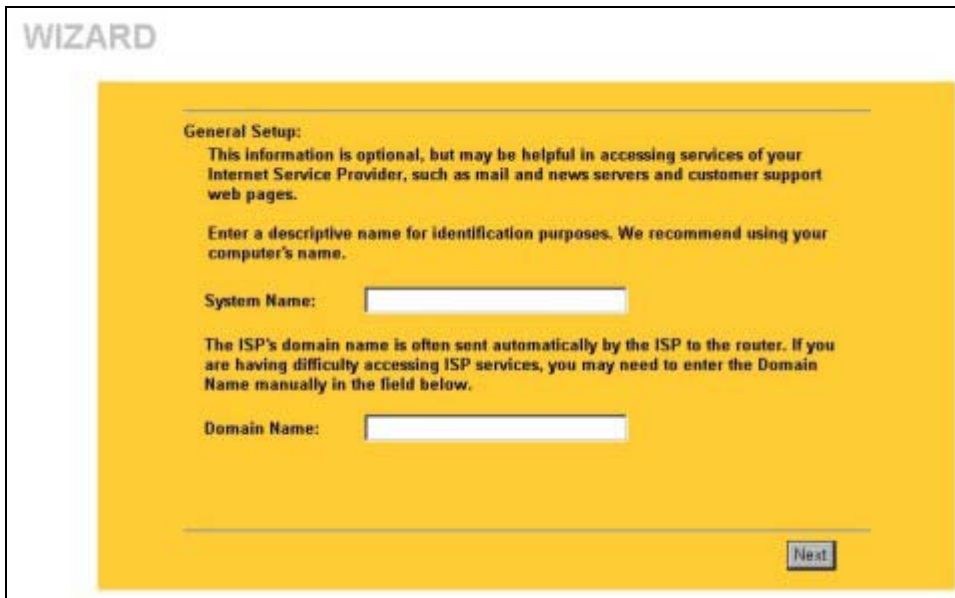 WIZARD
General Setup:
This information is optional, but may be helpful in accessing services of your
Internet Service Provider, such as mail and news servers and customer support
web pages.
Enter a descriptive name for identification purposes. We recommend using your
computer's name.
System Name:
The ISP's domain name is often sent automatically by the ISP to the router. If you
are having difficulty accessing ISP services, you may need to enter the Domain
Name manually in the field below.
Domain Name:
Next